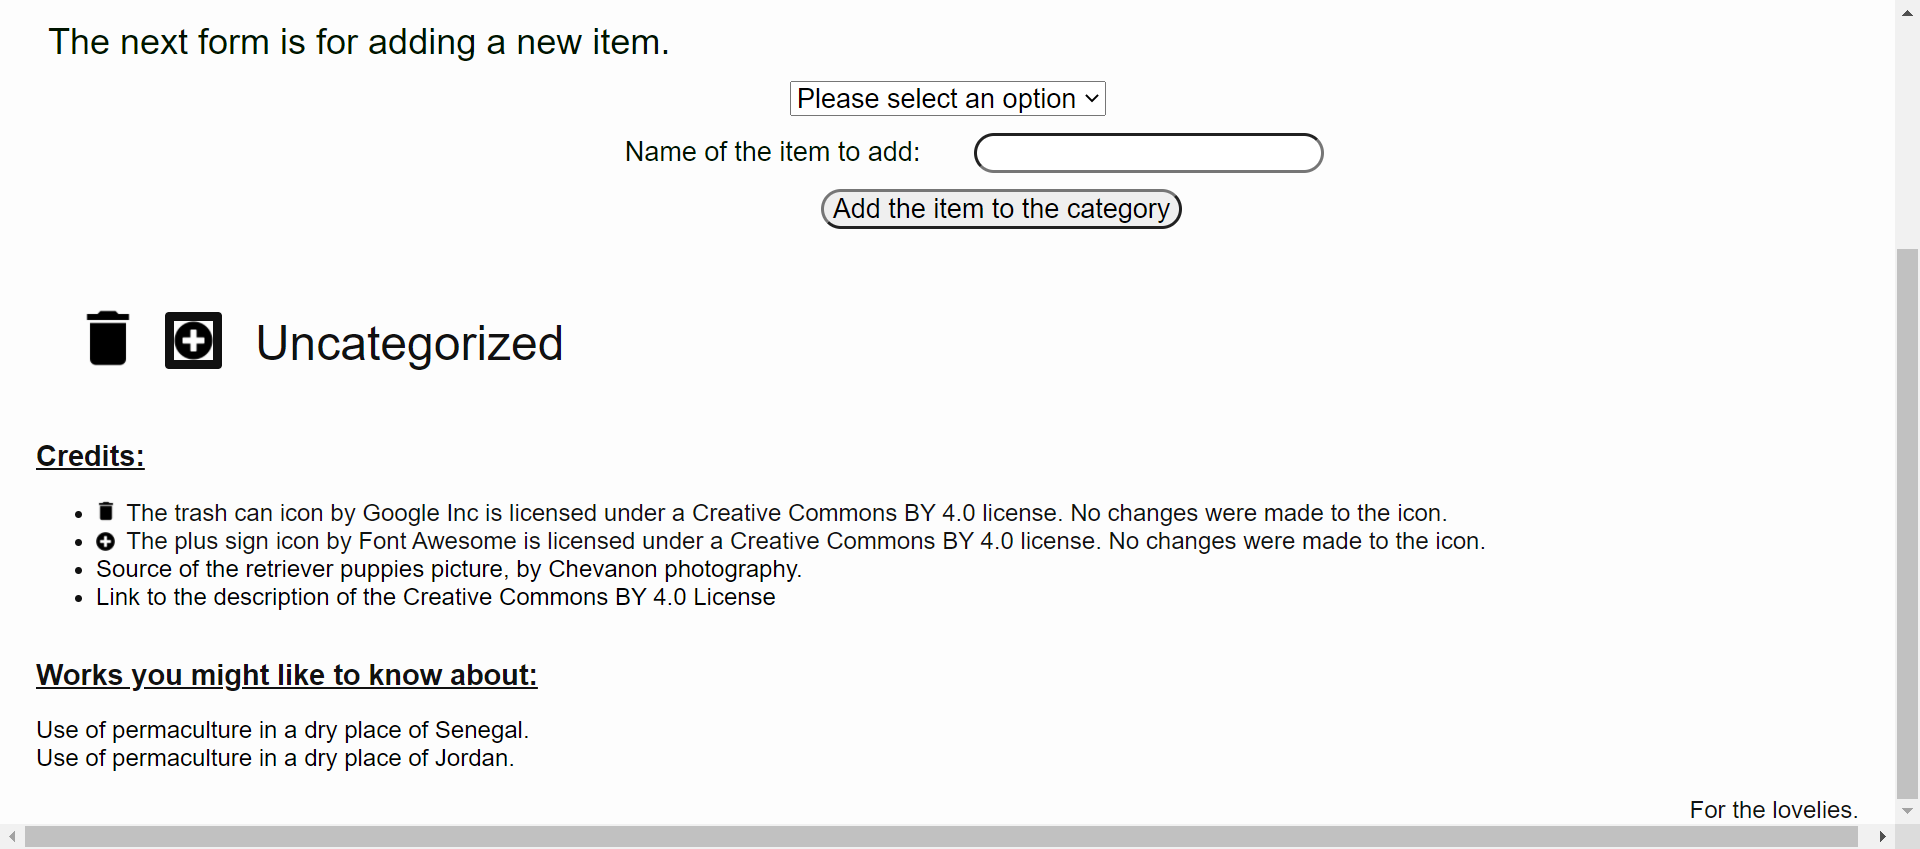 The next form is for adding a new item.
Please select an option
Name of the item to add:
Add the item to the category
Uncategorized
Credits:
The trash can icon by Google Inc is licensed under a Creative Commons BY 4.0 license. No changes were made to the icon.
The plus sign icon by Font Awesome is licensed under a Creative Commons BY 4.0 license. No changes were made to the icon.
Source of the retriever puppies picture, by Chevanon photography.
Link to the description of the Creative Commons BY 4.0 License
Works you might like to know about:
Use of permaculture in a dry place of Senegal.
Use of permaculture in a dry place of Jordan.
For the lovelies.